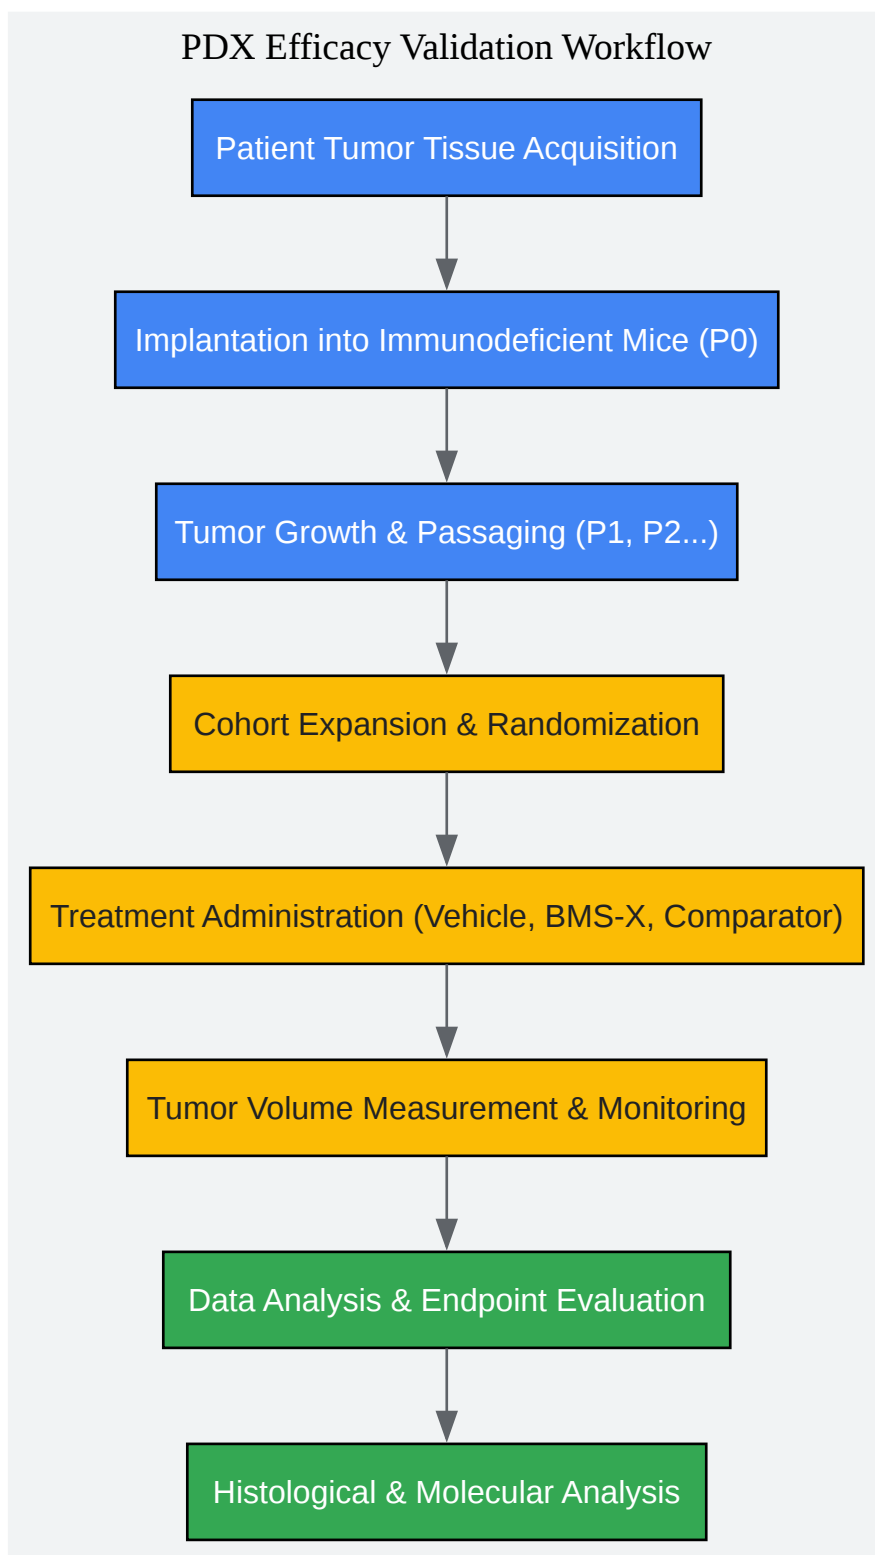 PDX Efficacy Validation Workflow
Patient Tumor Tissue Acquisition
Implantation into Immunodeficient Mice (P0)
Tumor Growth & Passaging (P1, P2...)
Cohort Expansion & Randomization
Treatment Administration (Vehicle, BMS-X, Comparator)
Tumor Volume Measurement & Monitoring
Data Analysis & Endpoint Evaluation
Histological & Molecular Analysis